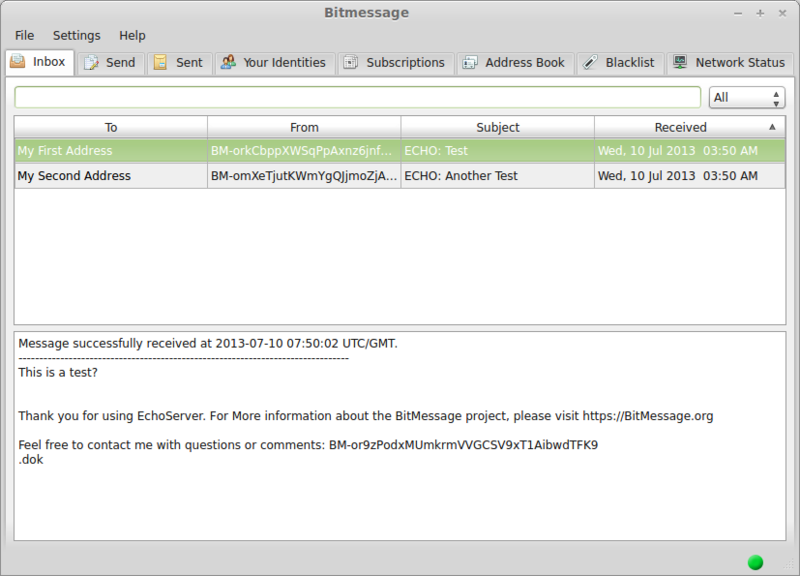 Bitmessage
File Settings Help
Inbox Send Sent Your Identities Subscriptions Address Book Blacklist Network Status
All
To From Subject Received
My First Address BM-orkCbppXWSqPpAxnz6jnf... ECHO: Test Wed, 10 Jul 2013 03:50 AM
My Second Address BM-omXeTjutKWmYgQJjmoZjA... ECHO: Another Test Wed, 10 Jul 2013 03:50 AM
Message successfully received at 2013-07-10 07:50:02 UTC/GMT.
-------------------------------------------------------------------------------
This is a test?
Thank you for using EchoServer. For More information about the BitMessage project, please visit https://BitMessage.org
Feel free to contact me with questions or comments: BM-or9zPodxMUmkrmVVGCSV9xT1AibwdTFK9
.dok